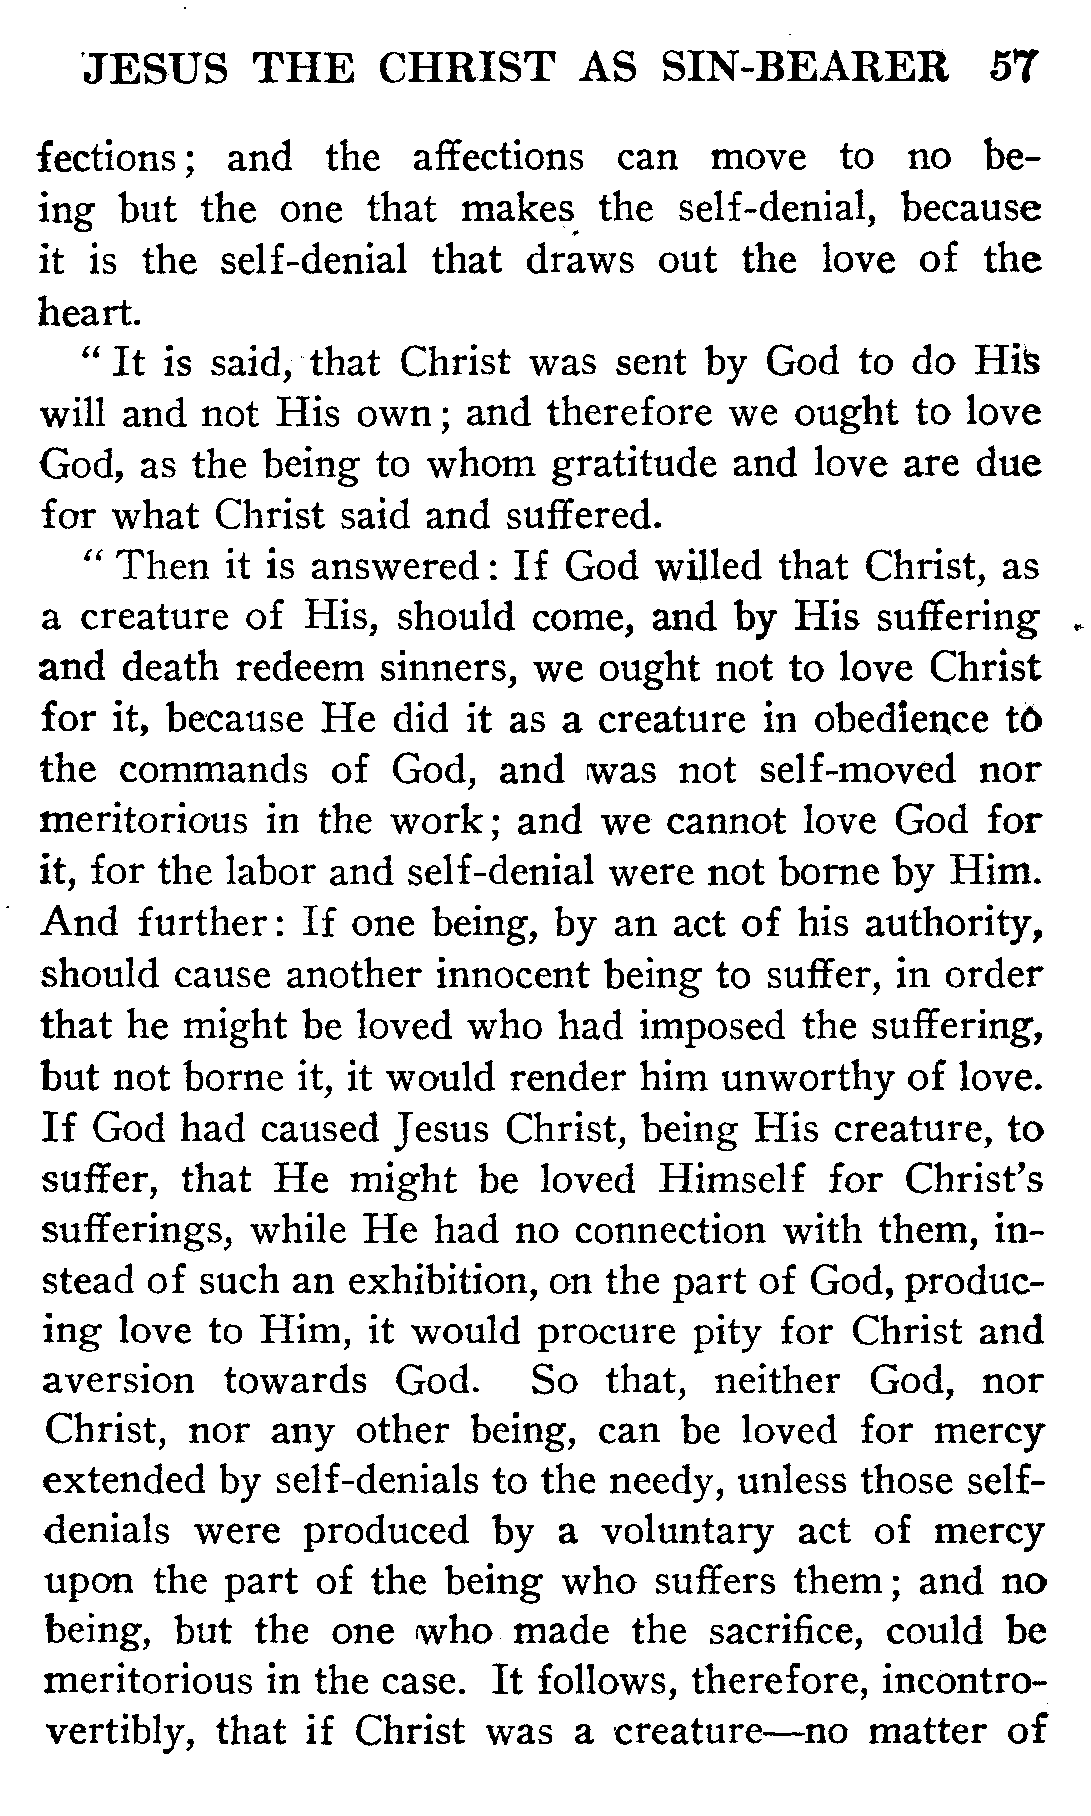 JESUS THE CHRIST AS SIN-BEARER 57
fections; and the affections can move to no be-
ing but the one that makes the self-denial, because
it is the self-denial that draws out the love of the
heart.
“ It is said, that Christ was sent by God to do His
will and not His own; and therefore we ought to love
God, as the being to whom gratitude and love are due
for what Christ said and suffered.
“ Then it is answered: If God willed that Christ, as
a creature of His, should come, and by His suffering
and death redeem sinners, we ought not to love Christ
for it, because He did it as a creature in obedience to
the commands of God, and was not self-moved nor
meritorious in the work; and we cannot love God for
it, for the labor and self-denial were not borne by Him.
And further: If one being, by an act of his authority,
should cause another innocent being to suffer, in order
that he might be loved who had imposed the suffering,
but not borne it, it would render him unworthy of love.
If God had caused Jesus Christ, being His creature, to
suffer, that He might be loved Himself for Christ’s
sufferings, while He had no connection with them, in-
stead of such an exhibition, on the part of God, produc-
ing love to Him, it would procure pity for Christ and
aversion towards God. So that, neither God, nor
Christ, nor any other being, can be loved for mercy
extended by self-denials to the needy, unless those self-
denials were produced by a voluntary act of mercy
upon the part of the being who suffers them; and no
being, but the one who made the sacrifice, could be
meritorious in the case. It follows, therefore, incontro-
vertibly, that if Christ was a creature—no matter of